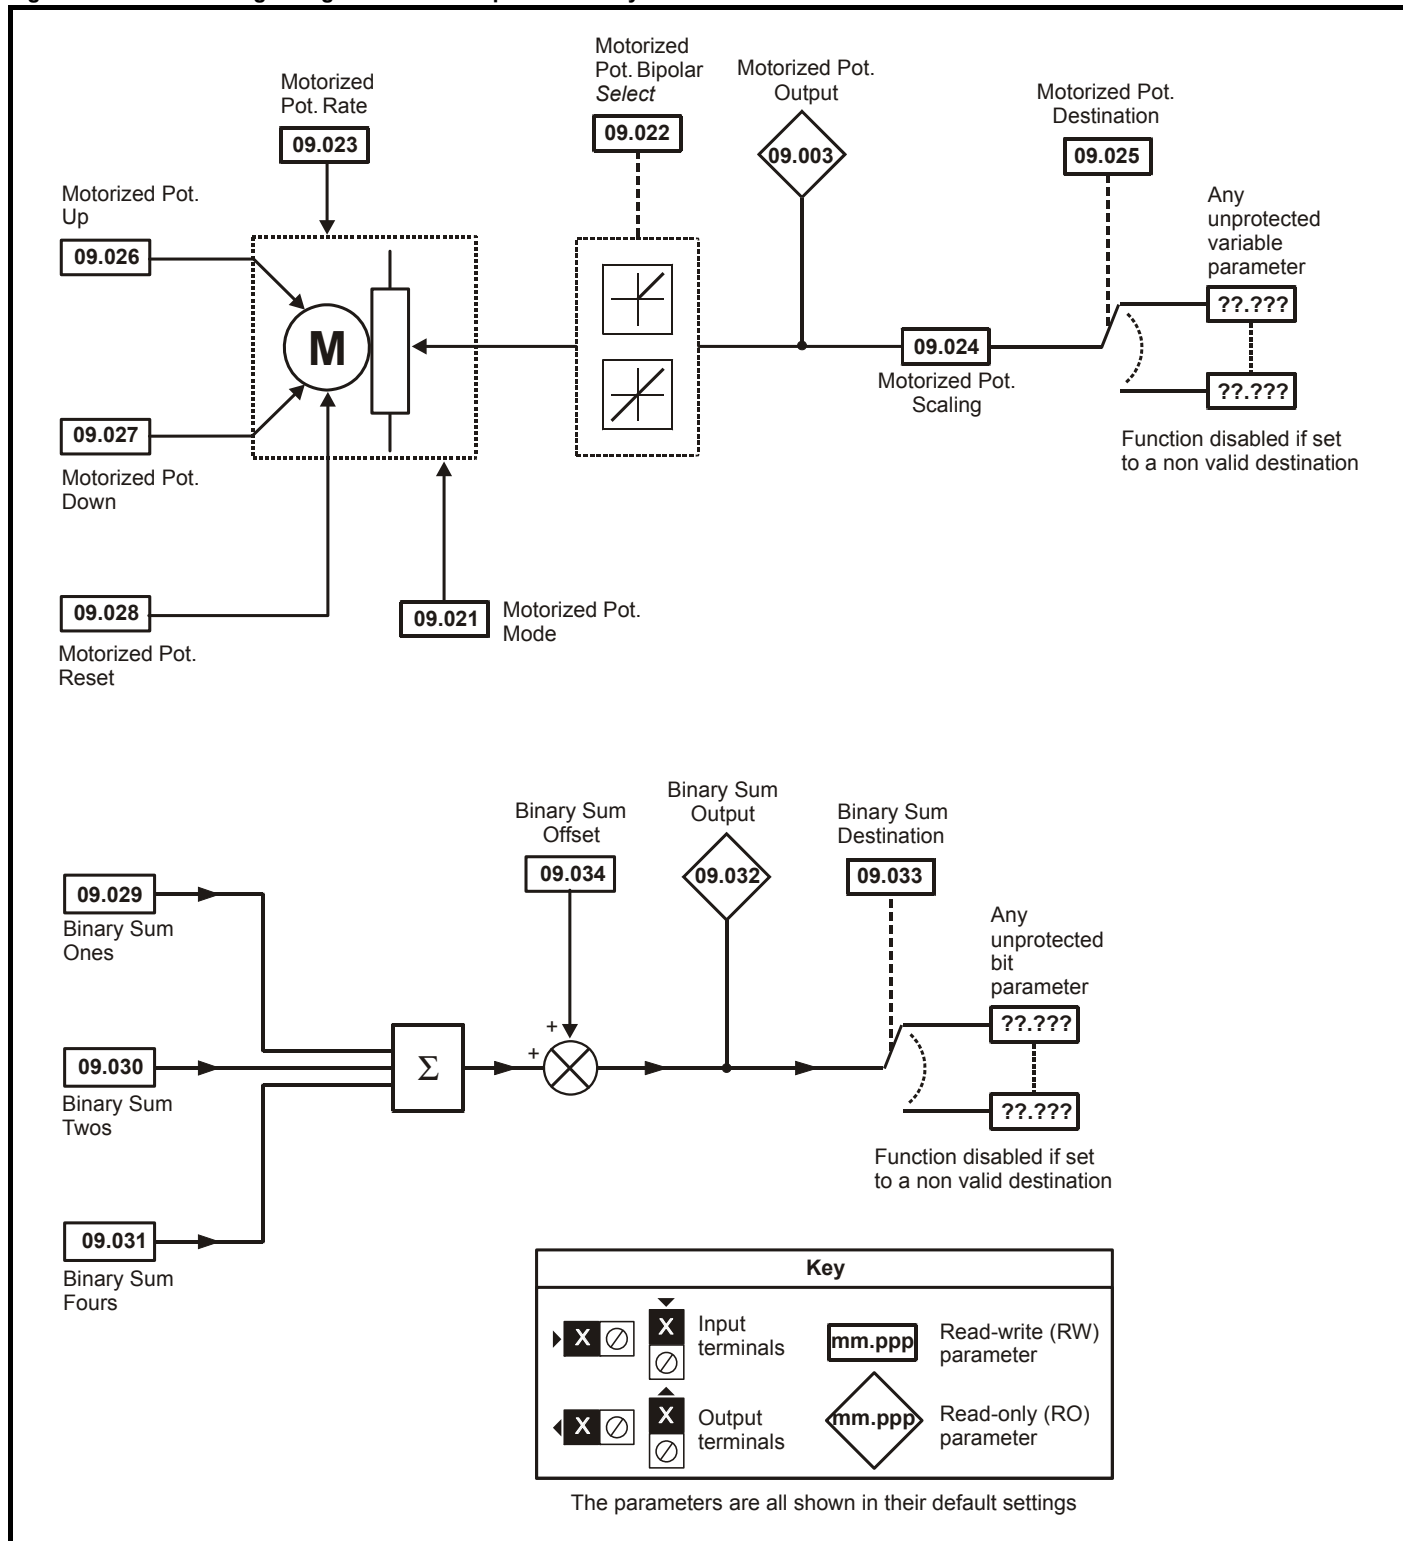 Motorized
Pot. Rate
09.023
Motorized
Pot. Bipolar
Select
09.022
Motorized Pot.
Output
09.003
Motorized Pot.
Destination
09.025
Motorized Pot.
Up
09.026
Any
unprotected
variable
parameter
??.???
??.???
M
09.024
Motorized Pot.
Scaling
09.027
Motorized Pot.
Down
Function disabled if set
to a non valid destination
09.028
Motorized Pot.
Reset
09.021
Motorized Pot.
Mode
Binary Sum
Offset
09.034
Binary Sum
Output
09.032
Binary Sum
Destination
09.033
09.029
Binary Sum
Ones
Any
unprotected
bit
parameter
??.???
??.???
09.030
Binary Sum
Twos
Σ
+
+
Function disabled if set
to a non valid destination
09.031
Binary Sum
Fours
Key
X
X
Input
terminals
mm.ppp
Read-write (RW)
parameter
X
X
Output
terminals
mm.ppp
Read-only (RO)
parameter
The parameters are all shown in their default settings